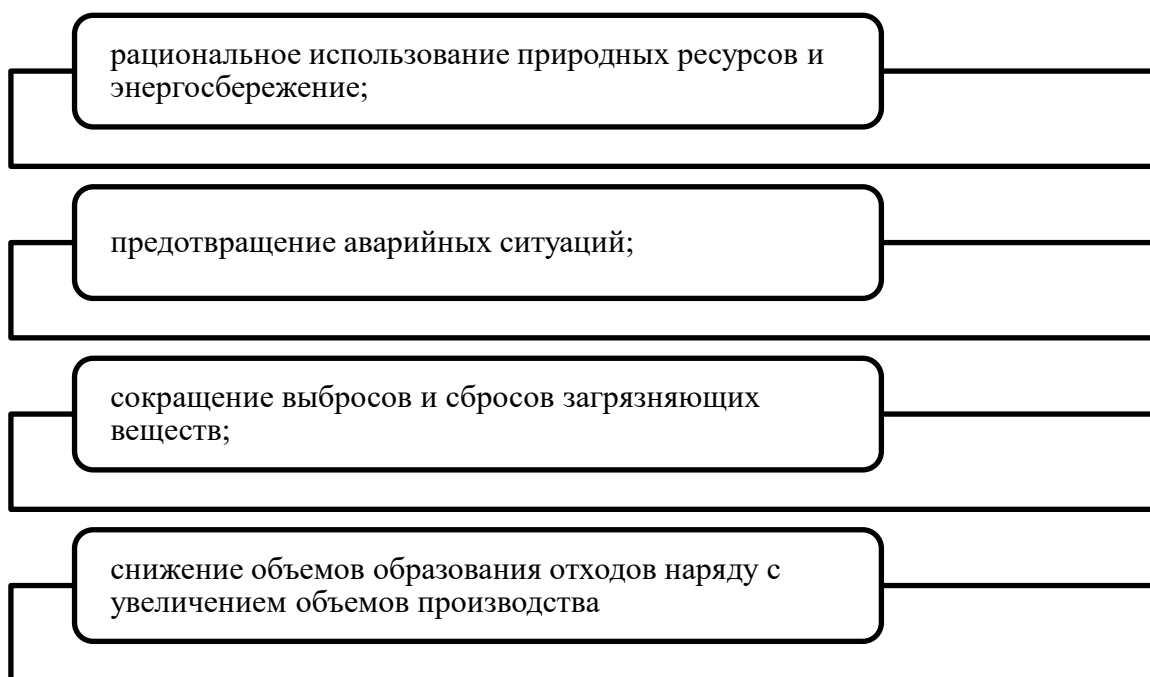 рациональное использование природных ресурсов и
энергосбережение;
предотвращение аварийных ситуаций;
сокращение выбросов и сбросов загрязняющих
веществ;
снижение объемов образования отходов наряду с
увеличением объемов производства